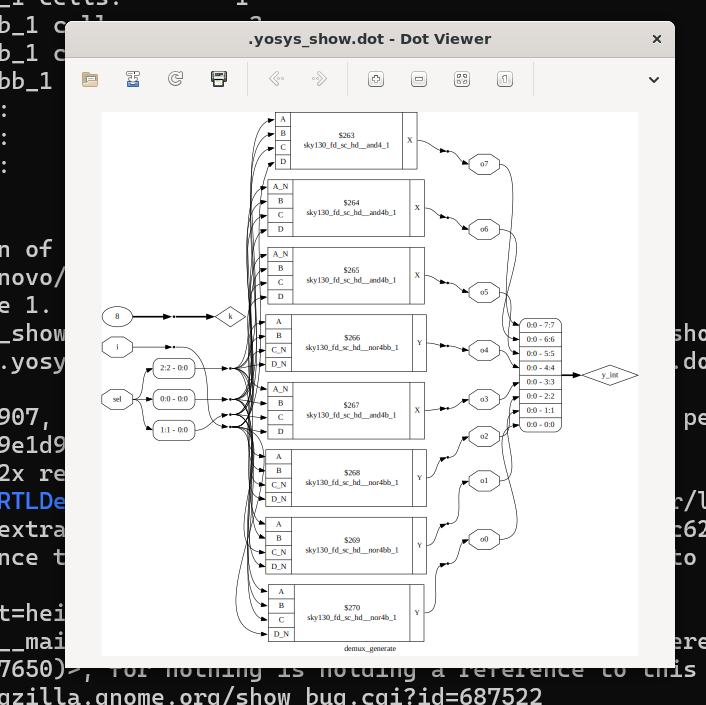 _1 cells: 1
b_1 cell
b_1 c
bb_1
:
:
:
.yosys_show.dot - Dot Viewer
n of
novo/
e 1.
_show
sho
.yosy
.do
907,
pe
9e1d9
2x re
RTLDe
r/l
extra
c62
nce t
to
t=hei
__mai
ere
7650)>, for nothing is holding a reference to this
gzilla.gnome.org/show_bug.cgi?id=687522
A
B
C
D
$263
sky130_fd_sc_hd__and4_1
X
A_N
B
C
D
$264
sky130_fd_sc_hd__and4b_1
X
A_N
B
C
D
$265
sky130_fd_sc_hd__and4b_1
X
A
B
C_N
D_N
$266
sky130_fd_sc_hd__nor4bb_1
Y
A_N
B
C
D
$267
sky130_fd_sc_hd__and4b_1
X
A
B
C_N
D_N
$268
sky130_fd_sc_hd__nor4bb_1
Y
A
B
C_N
D_N
$269
sky130_fd_sc_hd__nor4bb_1
Y
A
B
C
D_N
$270
sky130_fd_sc_hd__nor4b_1
Y
8
k
i
sel
2:2 - 0:0
0:0 - 0:0
1:1 - 0:0
o7
o6
o5
o4
o3
o2
o1
o0
0:0 - 7:7
0:0 - 6:6
0:0 - 5:5
0:0 - 4:4
0:0 - 3:3
0:0 - 2:2
0:0 - 1:1
0:0 - 0:0
y_int
demux_generate